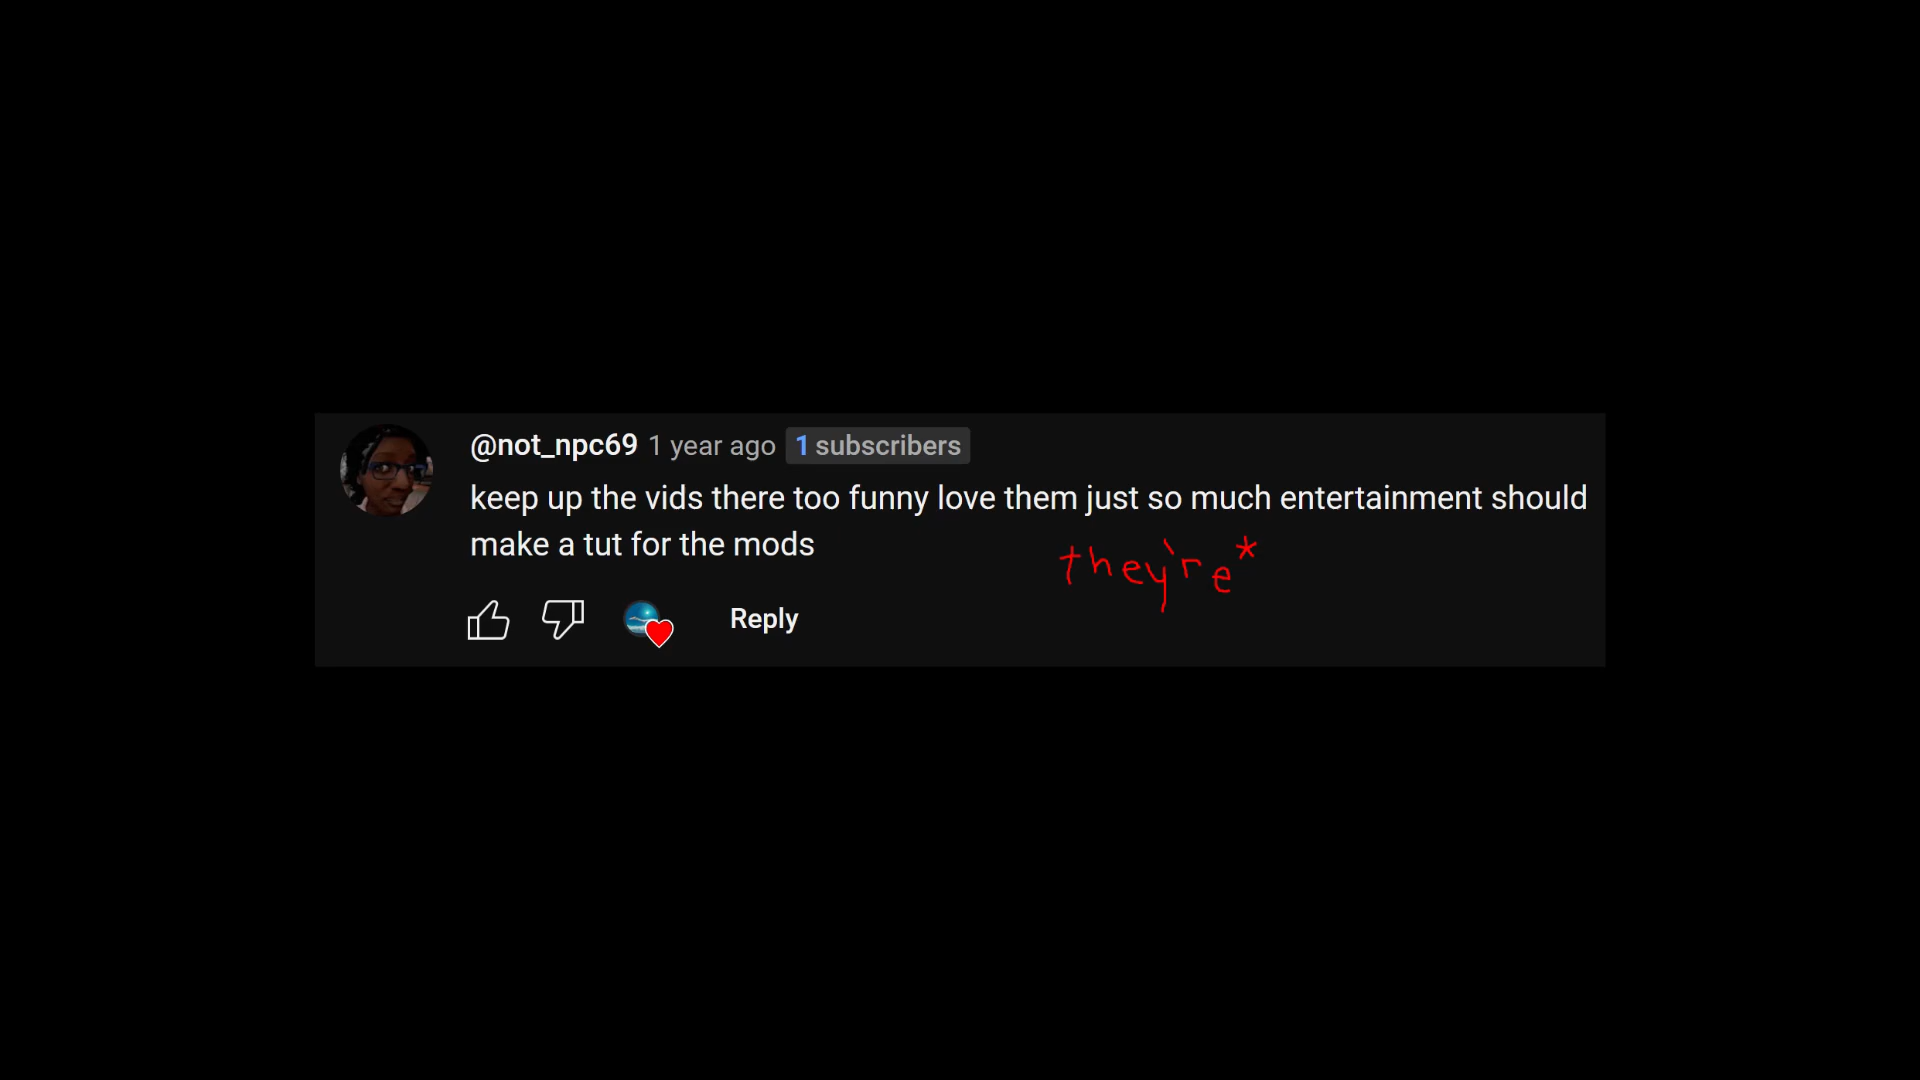 @not_npc69 1 year ago 1 subscribers
keep up the vids there too funny love them just so much entertainment should
make a tut for the mods
they're*
Reply